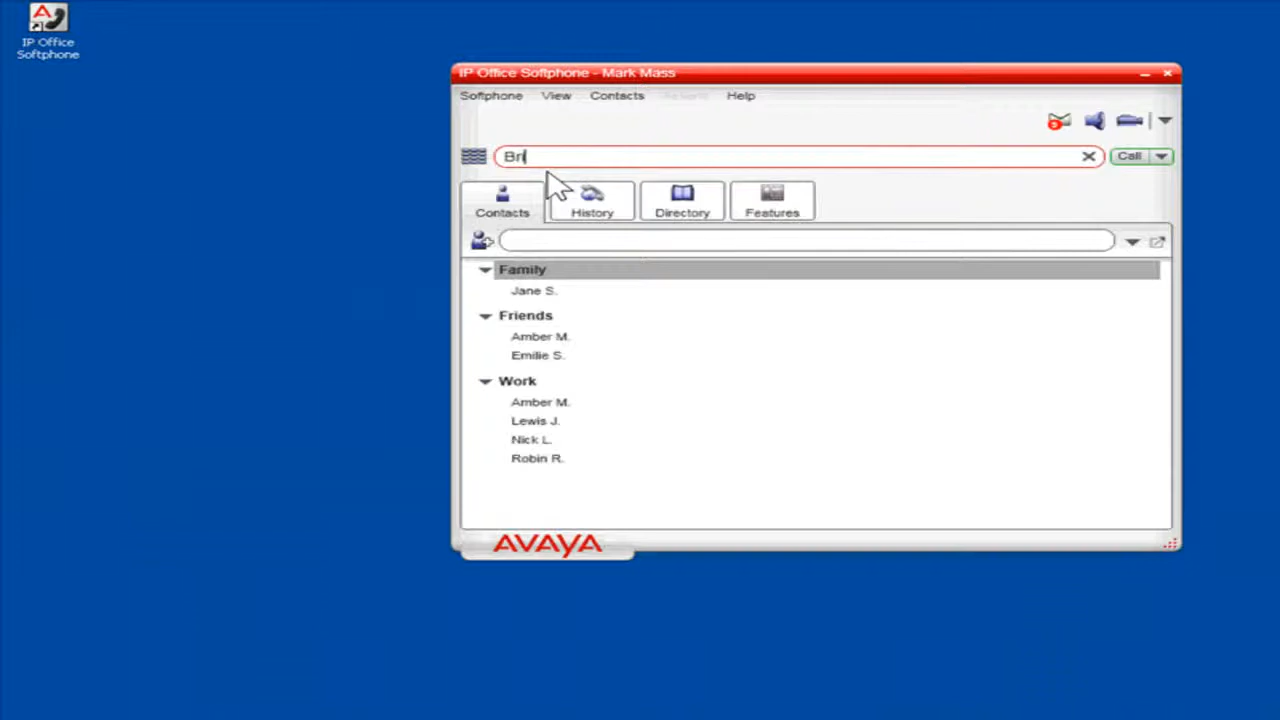 IP Office
Softphone
IP Office Softphone - Mark Mass
Softphone View Contacts Actions Help
Bri
Call
Contacts
History
Directory
Features
Family
Jane S.
Friends
Amber M.
Emilie S.
Work
Amber M.
Lewis J.
Nick L.
Robin R.
AVAYA